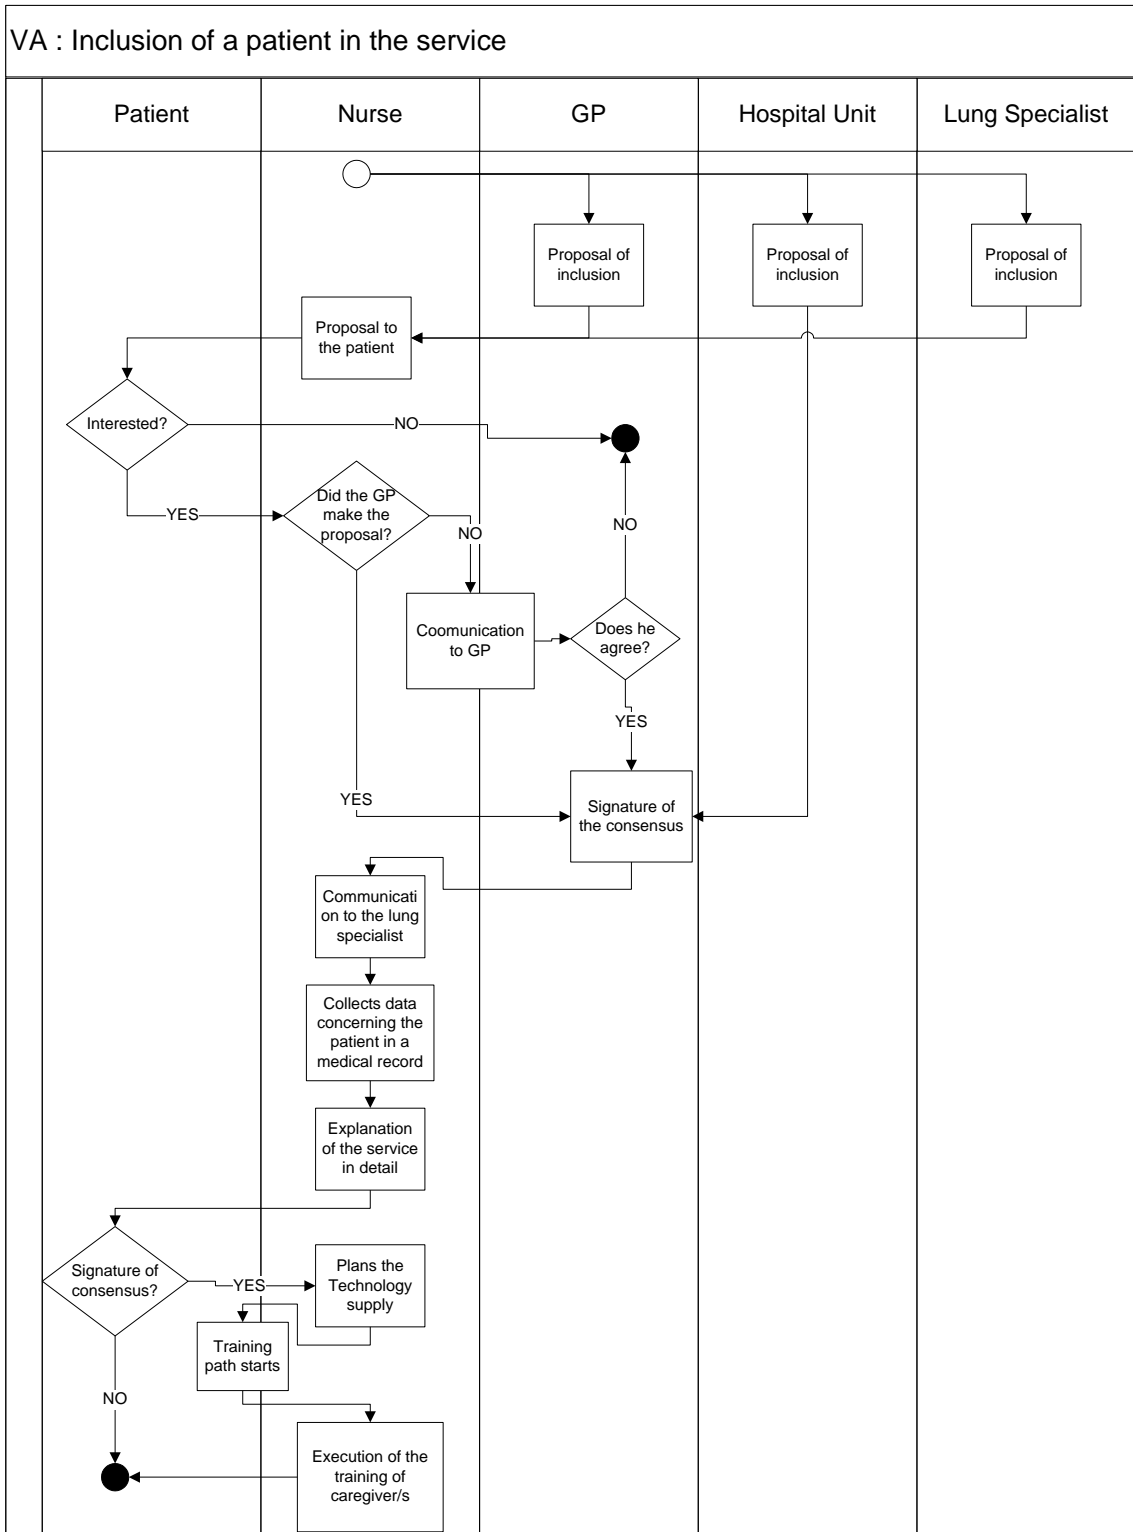 VA : Inclusion of a patient in the service
Patient
Nurse
GP
Hospital Unit
Lung Specialist
Proposal of
inclusion
Proposal of
inclusion
Proposal of
inclusion
Proposal to
the patient
Interested?
NO
Did the GP
make the
proposal?
YES
NO
NO
Coomunication
to GP
Does he
agree?
YES
YES
Signature of
the consensus
Communicati
on to the lung
specialist
Collects data
concerning the
patient in a
medical record
Explanation
of the service
in detail
Signature of
consensus?
YES
Plans the
Technology
supply
Training
path starts
NO
Execution of the
training of
caregiver/s